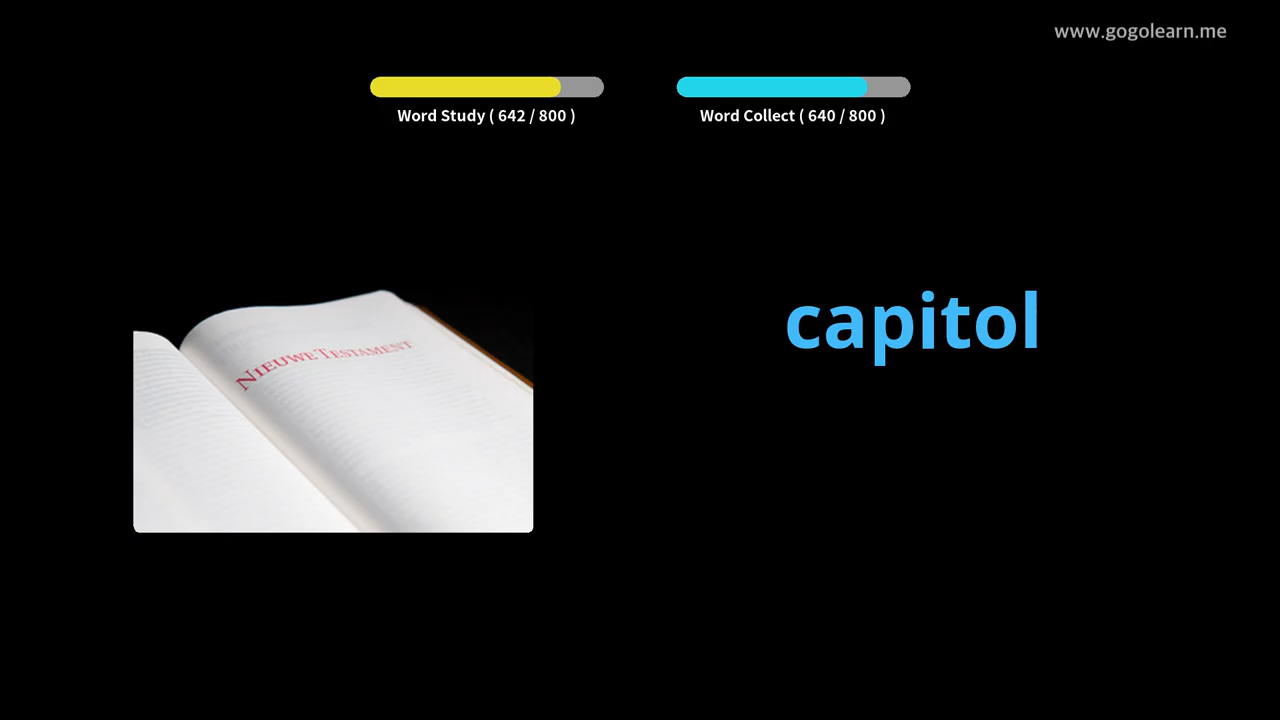 www.gogolearn.me
Word Study ( 642 / 800 )
Word Collect ( 640 / 800 )
NIEUWE TESTAMENT
capitol